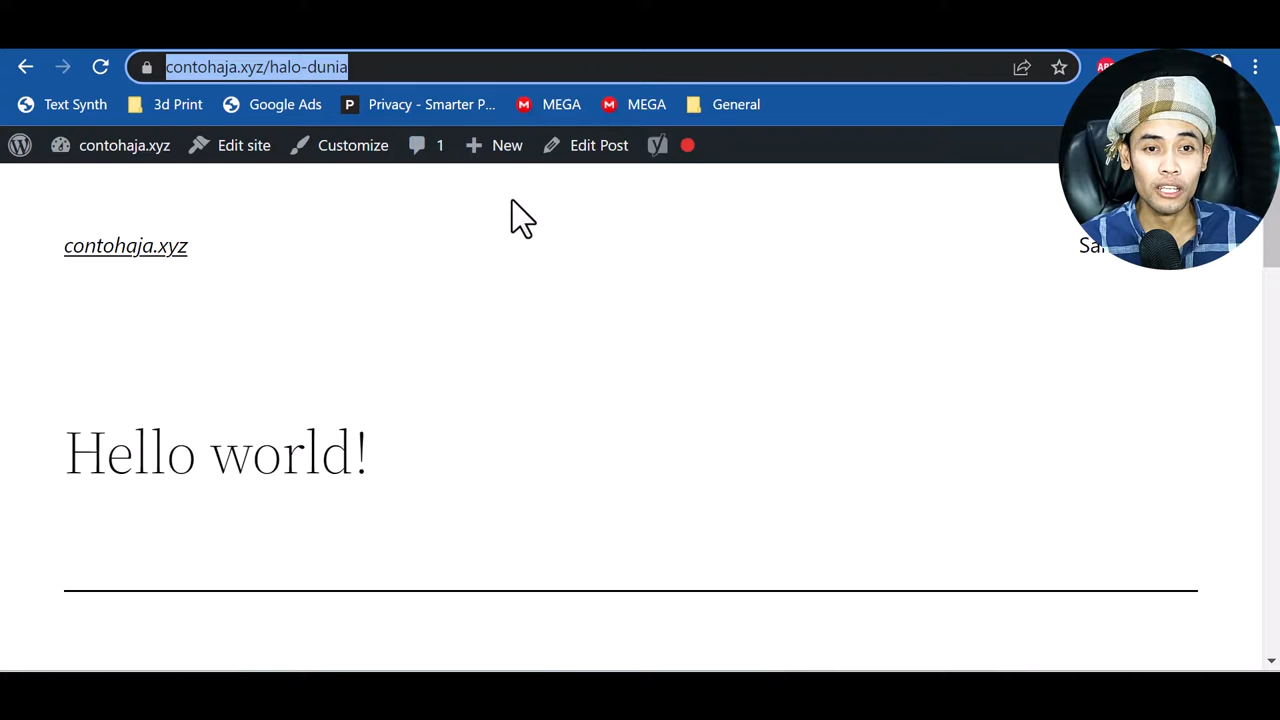 contohaja.xyz/halo-dunia
Text Synth 3d Print Google Ads P Privacy - Smarter P... M MEGA M MEGA General
contohaja.xyz Edit site Customize 1 New Edit Post
contohaja.xyz
Hello world!